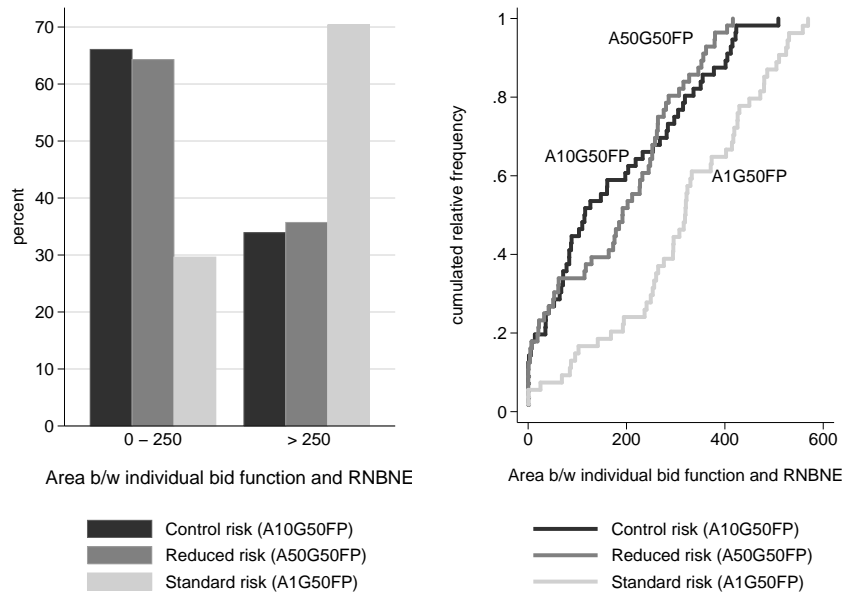 percent
70
60
50
40
30
20
10
0
0 – 250
> 250
Area b/w individual bid function and RNBNE
Control risk (A10G50FP)
Reduced risk (A50G50FP)
Standard risk (A1G50FP)
cumulated relative frequency
1
.8
.6
.4
.2
0
A50G50FP
A10G50FP
A1G50FP
0
200
400
600
Area b/w individual bid function and RNBNE
Control risk (A10G50FP)
Reduced risk (A50G50FP)
Standard risk (A1G50FP)